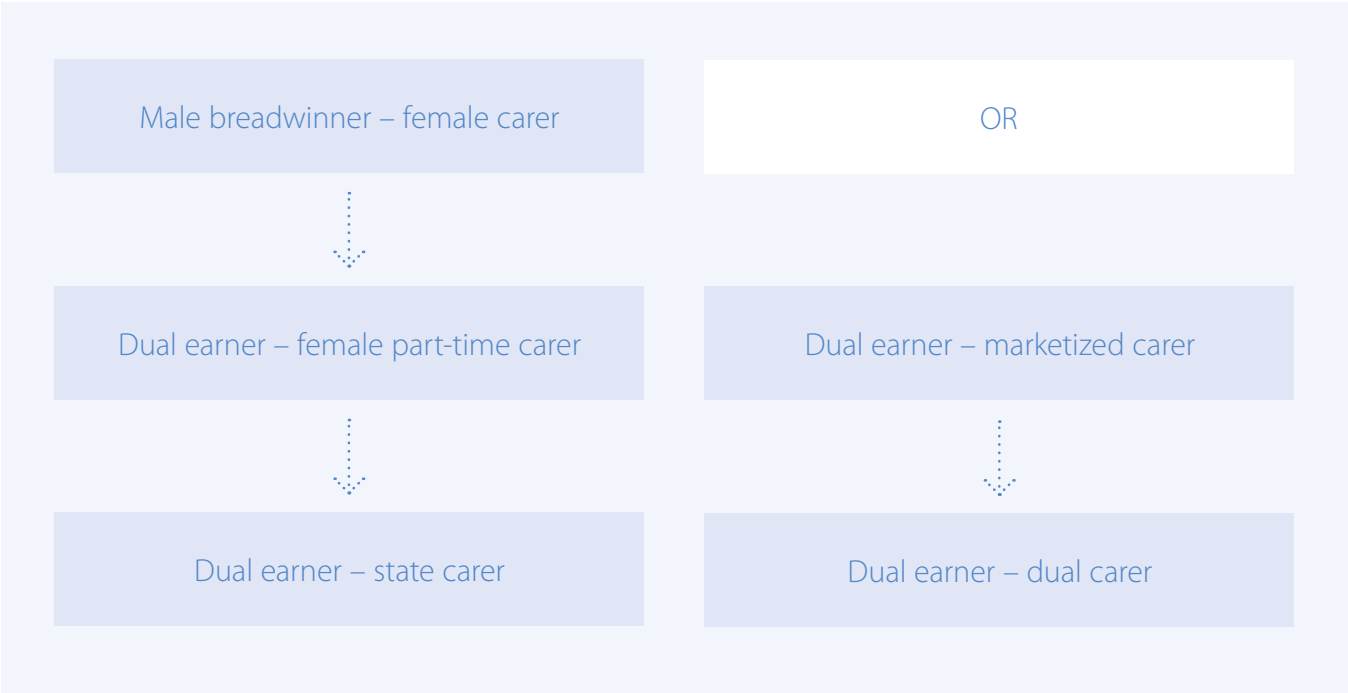 Male breadwinner – female carer
OR
Dual earner – female part-time carer
Dual earner – marketized carer
Dual earner – state carer
Dual earner – dual carer